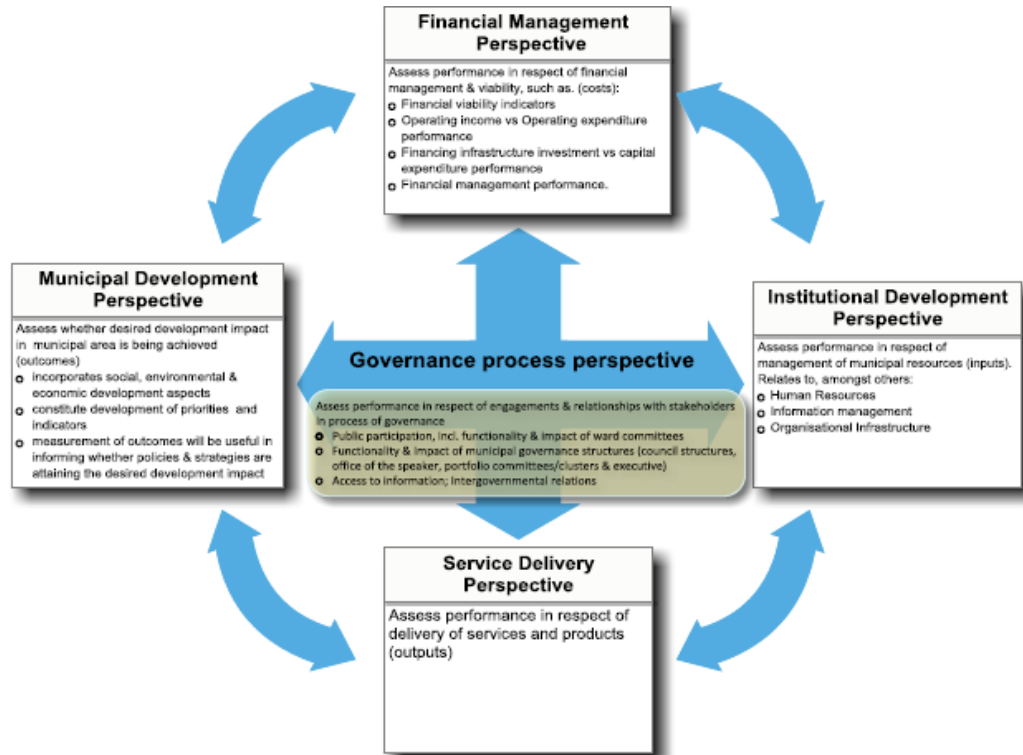 Financial Management
Perspective
Assess performance in respect of financial
management & viability, such as. (costs):
Financial viability indicators
Operating income vs Operating expenditure
performance
Financing infrastructure investment vs capital
expenditure performance
Financial management performance.
Municipal Development
Perspective
Assess whether desired development impact
in municipal area is being achieved
(outcomes)
incorporates social, environmental &
economic development aspects
constitute development of priorities and
indicators
measurement of outcomes will be useful in
informing whether policies & strategies are
attaining the desired development impact
Governance process perspective
Assess performance in respect of engagements & relationships with stakeholders
in process of governance
Public participation, incl. functionality & impact of ward committees
Functionality & impact of municipal governance structures (council structures,
office of the speaker, portfolio committees/clusters & executive)
Access to information; intergovernmental relations
Institutional Development
Perspective
Assess performance in respect of
management of municipal resources (inputs).
Relates to, amongst others:
Human Resources
Information management
Organisational Infrastructure
Service Delivery
Perspective
Assess performance in respect of
delivery of services and products
(outputs)